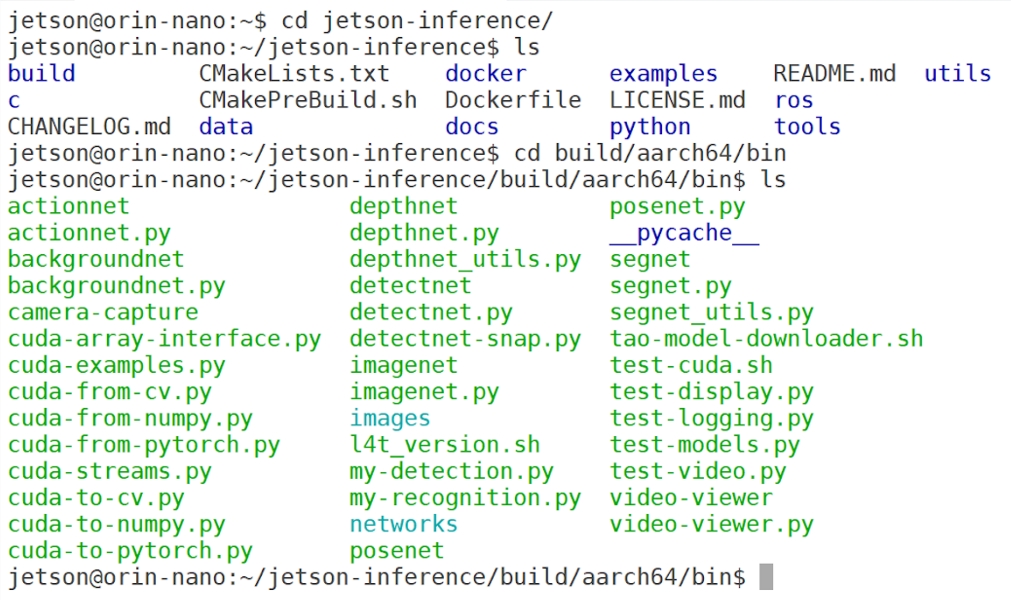 jetson@orin-nano:~$ cd jetson-inference/
jetson@orin-nano:~/jetson-inference$ ls
build CMakeLists.txt docker examples README.md utils
c CMakePreBuild.sh Dockerfile LICENSE.md ros
CHANGELOG.md data docs python tools
jetson@orin-nano:~/jetson-inference$ cd build/aarch64/bin
jetson@orin-nano:~/jetson-inference/build/aarch64/bin$ ls
actionnet depthnet posenet.py
actionnet.py depthnet.py __pycache__
backgroundnet depthnet_utils.py segnet
backgroundnet.py detectnet segnet.py
camera-capture detectnet.py segnet_utils.py
cuda-array-interface.py detectnet-snap.py tao-model-downloader.sh
cuda-examples.py imagenet test-cuda.sh
cuda-from-cv.py imagenet.py test-display.py
cuda-from-numpy.py images test-logging.py
cuda-from-pytorch.py l4t_version.sh test-models.py
cuda-streams.py my-detection.py test-video.py
cuda-to-cv.py my-recognition.py video-viewer
cuda-to-numpy.py networks video-viewer.py
cuda-to-pytorch.py posenet
jetson@orin-nano:~/jetson-inference/build/aarch64/bin$